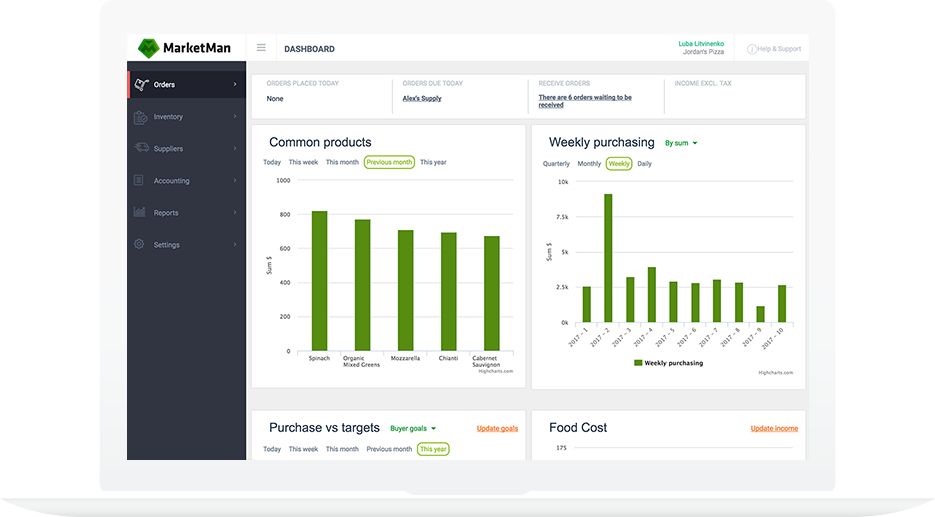 MarketMan
DASHBOARD
Luba Litvinenko
Jordan's Pizza
Help & Support
Orders
Inventory
Suppliers
Accounting
Reports
Settings
ORDERS PLACED TODAY
None
ORDERS DUE TODAY
Alex's Supply
RECEIVE ORDERS
There are 6 orders waiting to be
received
INCOME EXCL. TAX
Common products
Today This week This month Previous month This year
1000
800
600
400
200
0
Sum $
Spinach
Organic
Mixed Greens
Mozzarella
Chianti
Cabernet
Sauvignon
Highcharts.com
Weekly purchasing By sum
Quarterly Monthly Weekly Daily
10k
7.5k
5k
2.5k
0k
Sum $
2017 - 1
2017 - 2
2017 - 3
2017 - 4
2017 - 5
2017 - 6
2017 - 7
2017 - 8
2017 - 9
2017 - 10
Weekly purchasing
Highcharts.com
Purchase vs targets Buyer goals Update goals
Today This week This month Previous month This year
Food Cost Update income
175